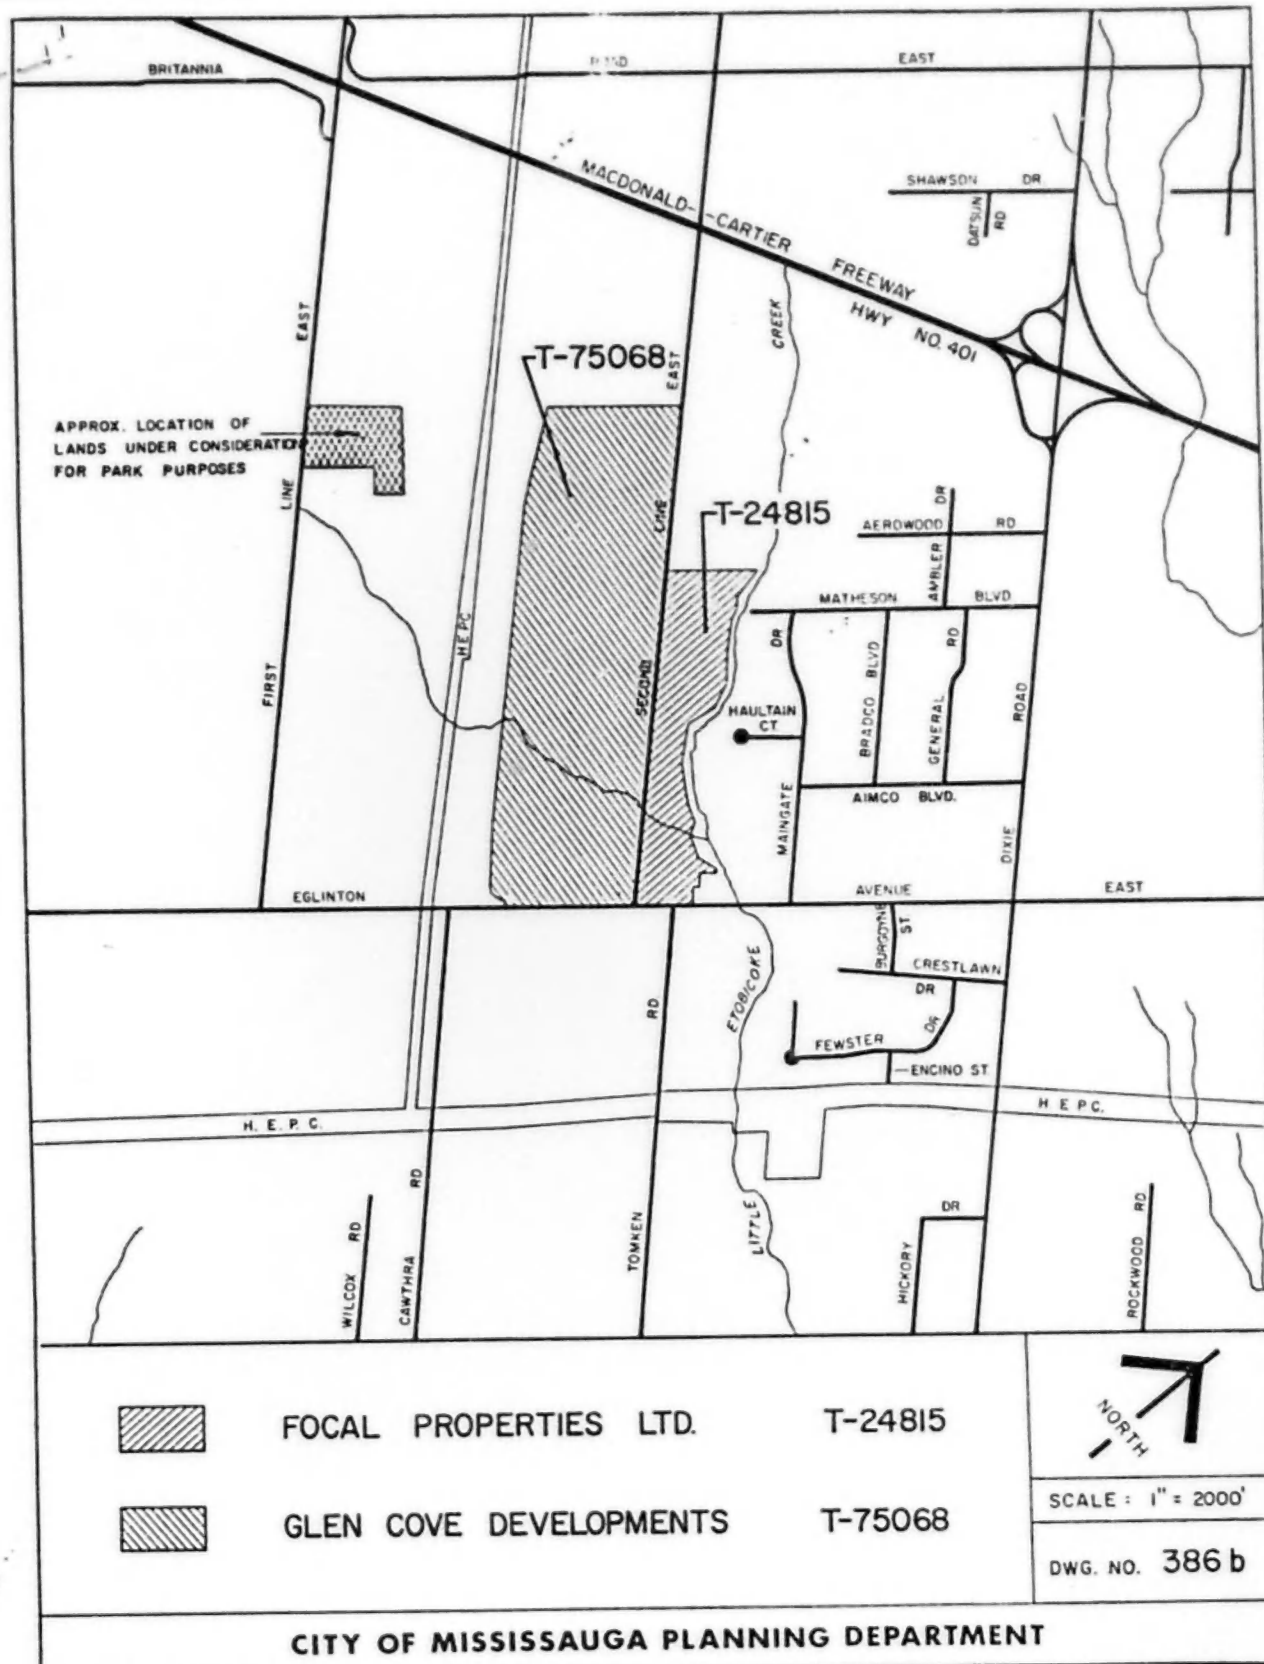 BRITANNIA ROAD EAST
MACDONALD--CARTIER FREEWAY
HWY NO. 401
SHAWSON DR.
DATSUN RD
EAST
CREEK
T-75068
EAST
APPROX. LOCATION OF
LANDS UNDER CONSIDERATION
FOR PARK PURPOSES
LINE
LINE
T-24815
AEROWOOD RD
AMBLER DR
MATHESON BLVD
H E P C
FIRST
SECOND
HAULTAIN
CT.
MAINGATE DR
BRADCO BLVD
GENERAL RD
ROAD
AIMCO BLVD.
DIXIE
EGLINTON AVENUE EAST
BURGOYNE ST.
CRESTLAWN
DR
ETOBICOKE
RD
FEWSTER DR
ENCINO ST.
H. E. P. C.
H E P C.
WILCOX RD
CAWTHRA RD
TOMKEN
LITTLE
HICKORY DR
ROCKWOOD RD
FOCAL PROPERTIES LTD. T-24815
GLEN COVE DEVELOPMENTS T-75068
NORTH
SCALE : 1" = 2000'
DWG. NO. 386 b
CITY OF MISSISSAUGA PLANNING DEPARTMENT